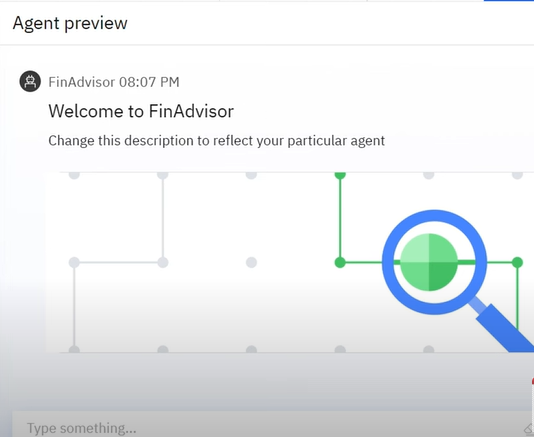 Agent preview
FinAdvisor 08:07 PM
Welcome to FinAdvisor
Change this description to reflect your particular agent
Type something...